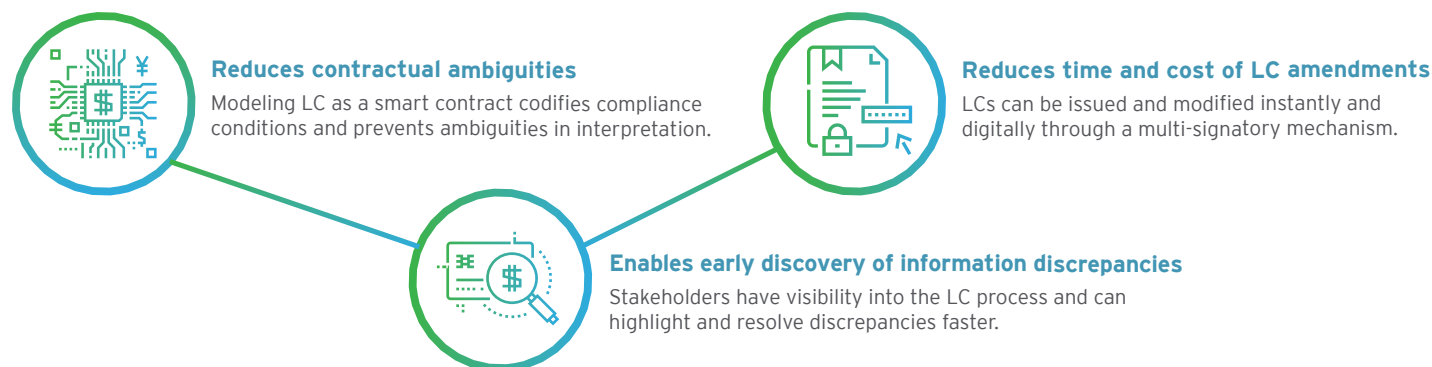 Reduces contractual ambiguities
Modeling LC as a smart contract codifies compliance
conditions and prevents ambiguities in interpretation.
Reduces time and cost of LC amendments
LCs can be issued and modified instantly and
digitally through a multi-signatory mechanism.
Enables early discovery of information discrepancies
Stakeholders have visibility into the LC process and can
highlight and resolve discrepancies faster.